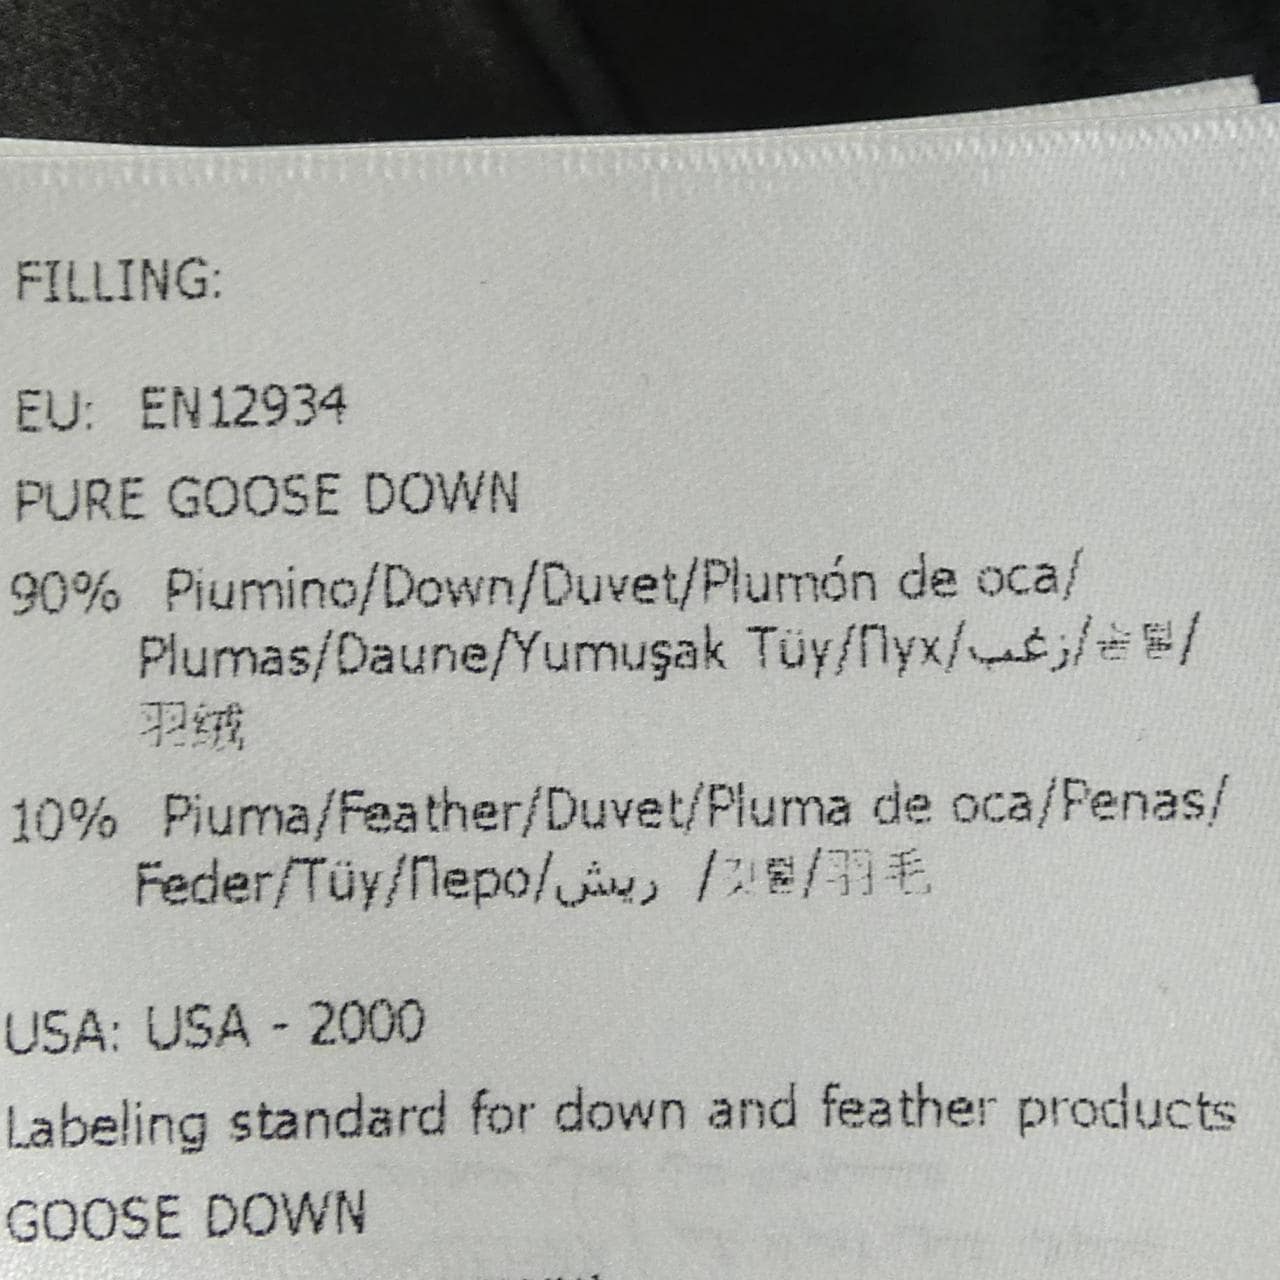 FILLING:
EU: EN12934
PURE GOOSE DOWN
90% Piumino/Down/Duvet/Plumón de oca/
Plumas/Daune/Yumuşak Tüy/Пух/زغب/솜털/
羽绒
10% Piuma/Feather/Duvet/Pluma de oca/Penas/
Feder/Tüy/Перо/ريش /깃털/羽毛
USA: USA - 2000
Labeling standard for down and feather products
GOOSE DOWN